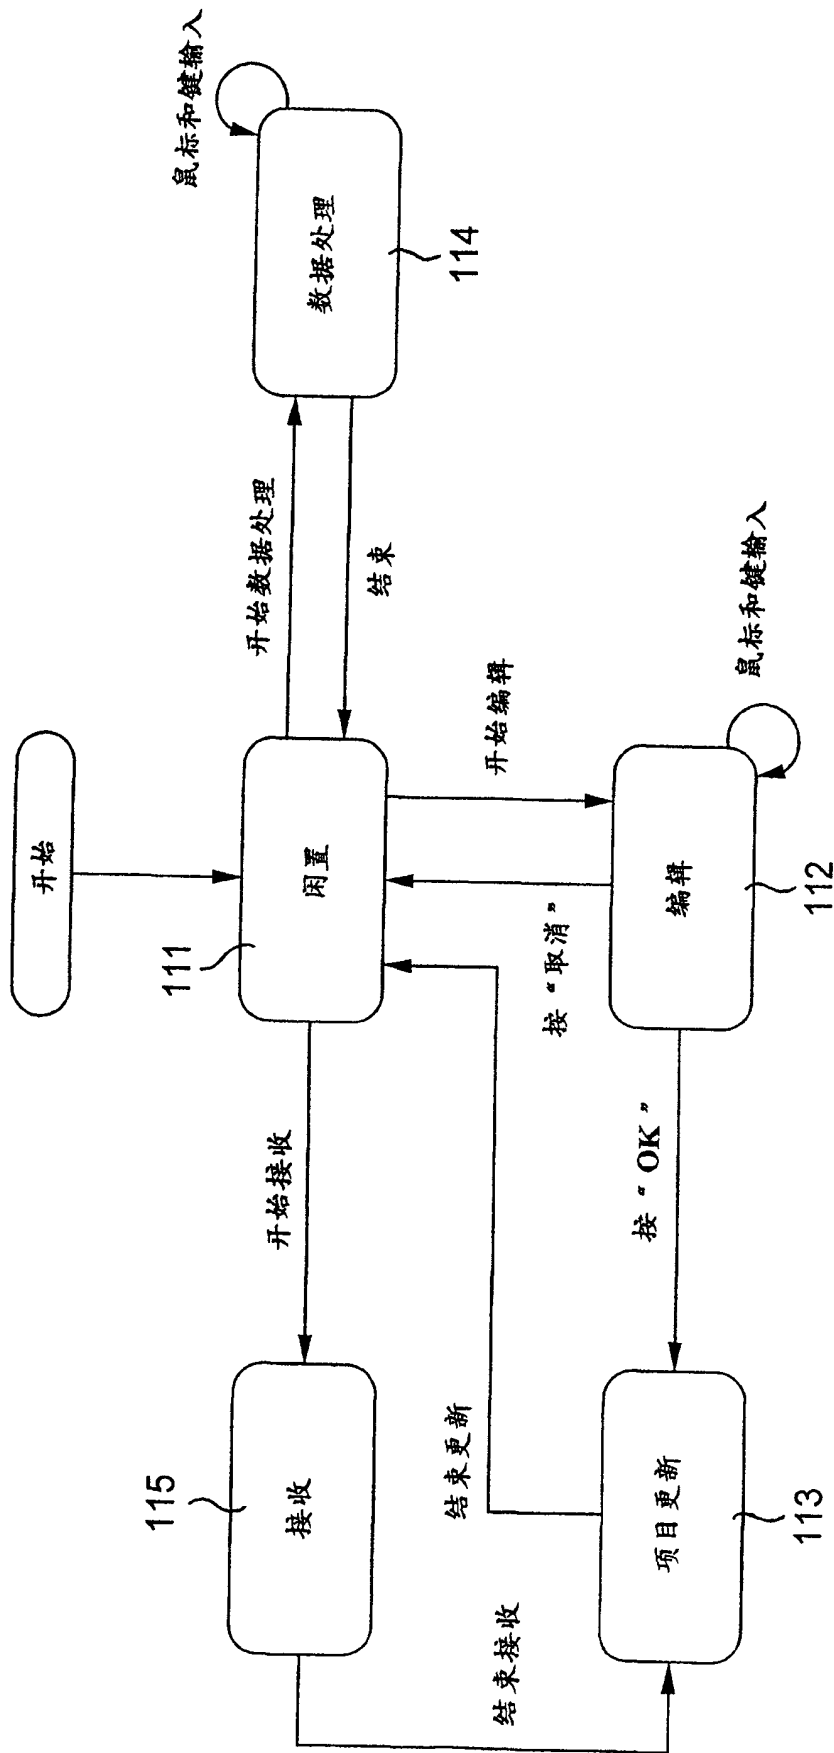 开始
111
闲置
开始接收
115
接收
开始数据处理
结束
鼠标和键输入
数据处理
114
结束接收
结束更新
按“取消”
开始编辑
项目更新
113
按“OK”
编辑
112
鼠标和键输入